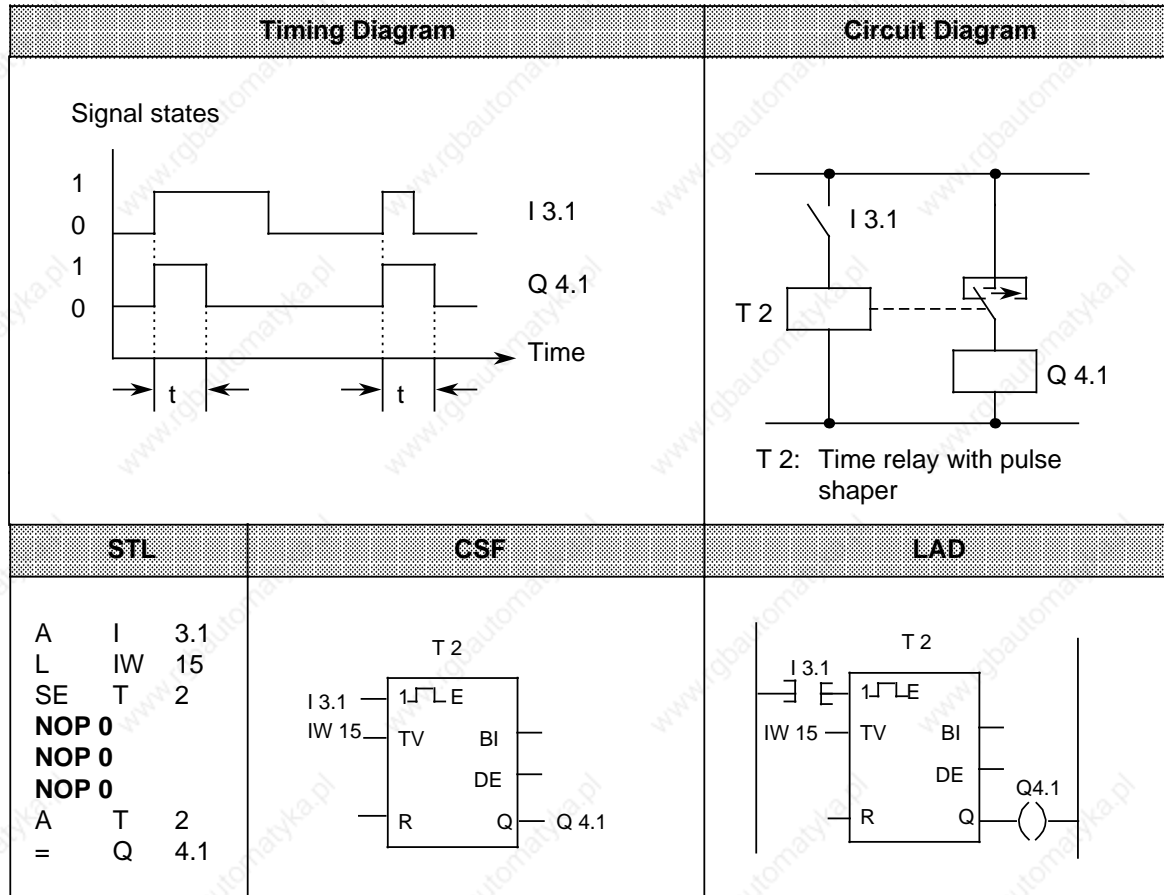 Timing Diagram
Circuit Diagram
Signal states
1
0
I 3.1
1
0
Q 4.1
Time
t
t
I 3.1
T 2
Q 4.1
T 2: Time relay with pulse
shaper
STL
CSF
LAD
A I 3.1
L IW 15
SE T 2
NOP 0
NOP 0
NOP 0
A T 2
= Q 4.1
T 2
I 3.1
1 E
IW 15
TV
BI
DE
R
Q
Q 4.1
T 2
I 3.1
1 E
IW 15
TV
BI
DE
Q4.1
R
Q
www.rgbautomatyka.pl